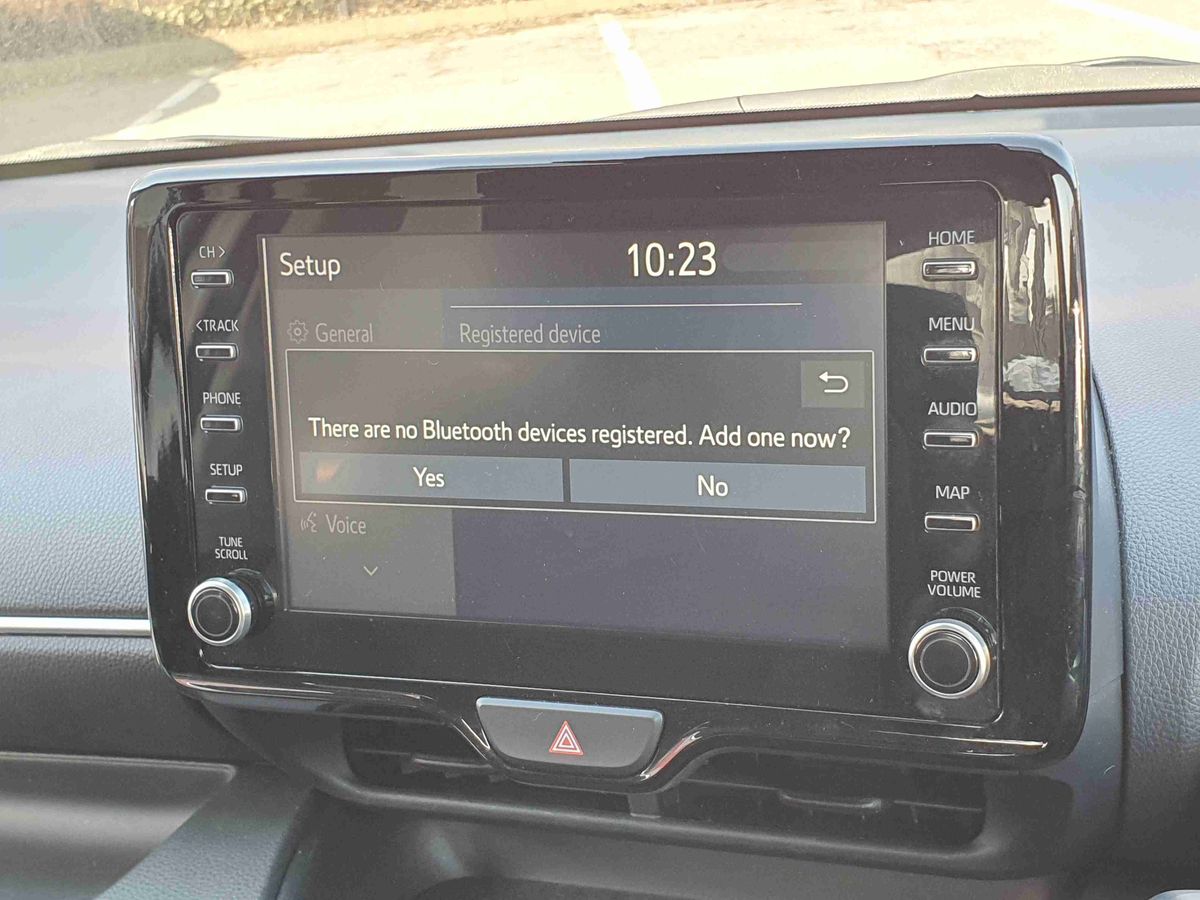 CH >
<TRACK
PHONE
SETUP
TUNE
SCROLL
Setup
10:23
General
Registered device
There are no Bluetooth devices registered. Add one now?
Yes
No
Voice
HOME
MENU
AUDIO
MAP
POWER
VOLUME